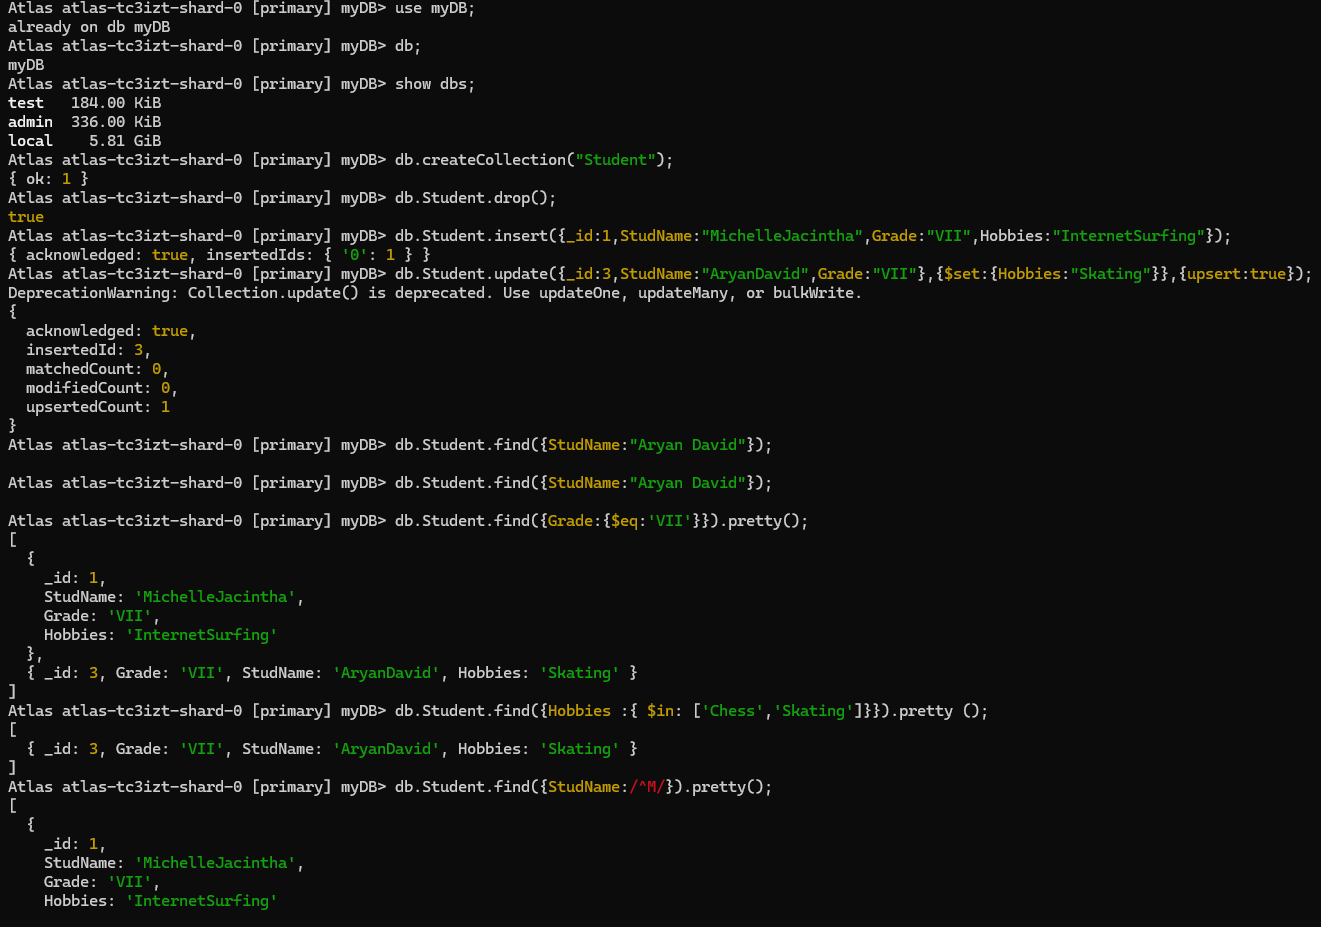 Atlas atlas-tc3izt-shard-0 [primary] myDB> use myDB;
already on db myDB
Atlas atlas-tc3izt-shard-0 [primary] myDB> db;
myDB
Atlas atlas-tc3izt-shard-0 [primary] myDB> show dbs;
test   184.00 KiB
admin  336.00 KiB
local    5.81 GiB
Atlas atlas-tc3izt-shard-0 [primary] myDB> db.createCollection("Student");
{ ok: 1 }
Atlas atlas-tc3izt-shard-0 [primary] myDB> db.Student.drop();
true
Atlas atlas-tc3izt-shard-0 [primary] myDB> db.Student.insert({_id:1,StudName:"MichelleJacintha",Grade:"VII",Hobbies:"InternetSurfing"});
{ acknowledged: true, insertedIds: { '0': 1 } }
Atlas atlas-tc3izt-shard-0 [primary] myDB> db.Student.update({_id:3,StudName:"AryanDavid",Grade:"VII"},{$set:{Hobbies:"Skating"}},{upsert:true});
DeprecationWarning: Collection.update() is deprecated. Use updateOne, updateMany, or bulkWrite.
{
  acknowledged: true,
  insertedId: 3,
  matchedCount: 0,
  modifiedCount: 0,
  upsertedCount: 1
}
Atlas atlas-tc3izt-shard-0 [primary] myDB> db.Student.find({StudName:"Aryan David"});

Atlas atlas-tc3izt-shard-0 [primary] myDB> db.Student.find({StudName:"Aryan David"});

Atlas atlas-tc3izt-shard-0 [primary] myDB> db.Student.find({Grade:{$eq:'VII'}}).pretty();
[
  {
    _id: 1,
    StudName: 'MichelleJacintha',
    Grade: 'VII',
    Hobbies: 'InternetSurfing'
  },
  { _id: 3, Grade: 'VII', StudName: 'AryanDavid', Hobbies: 'Skating' }
]
Atlas atlas-tc3izt-shard-0 [primary] myDB> db.Student.find({Hobbies :{ $in: ['Chess','Skating']}}).pretty ();
[
  { _id: 3, Grade: 'VII', StudName: 'AryanDavid', Hobbies: 'Skating' }
]
Atlas atlas-tc3izt-shard-0 [primary] myDB> db.Student.find({StudName:/^M/}).pretty();
[
  {
    _id: 1,
    StudName: 'MichelleJacintha',
    Grade: 'VII',
    Hobbies: 'InternetSurfing'